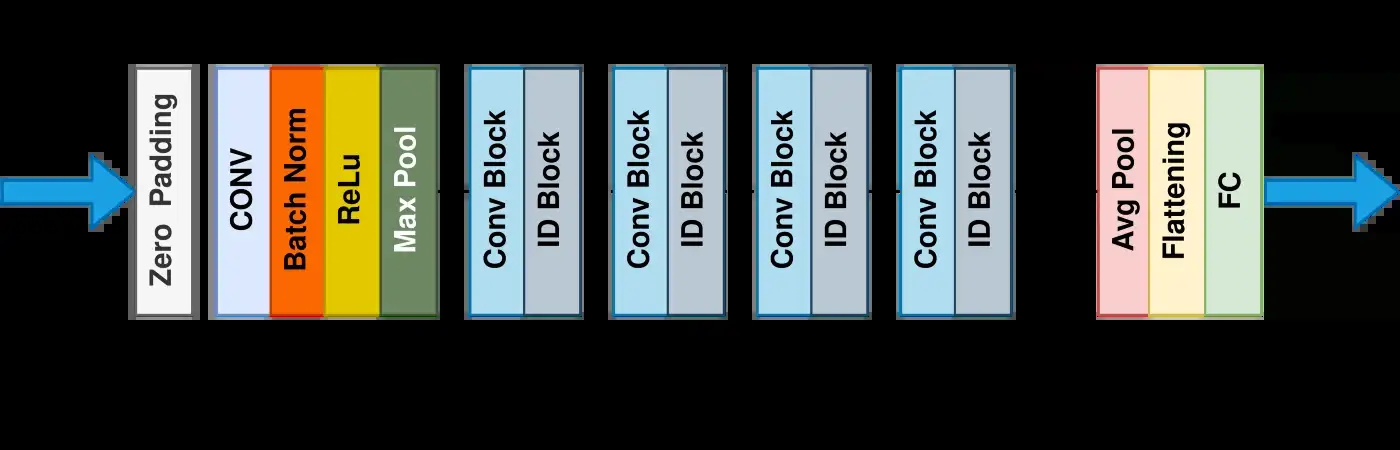 Zero Padding
CONV
Batch Norm
ReLu
Max Pool
Conv Block
ID Block
Conv Block
ID Block
Conv Block
ID Block
Conv Block
ID Block
Avg Pool
Flattening
FC